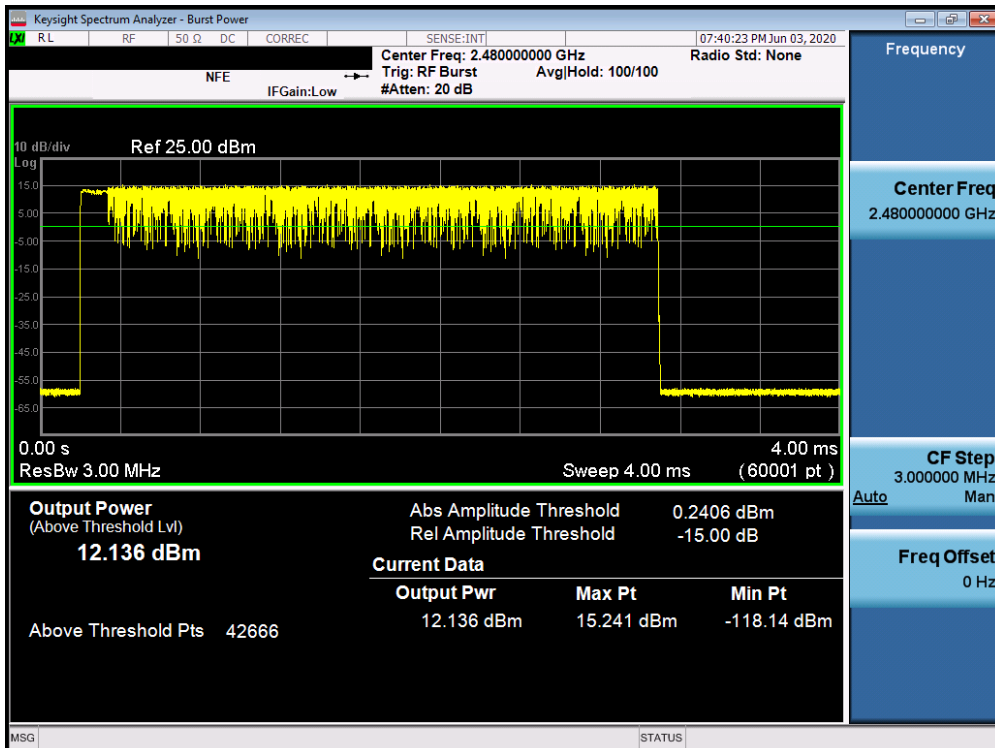 Keysight Spectrum Analyzer - Burst Power
LXI RL RF 50 Ω DC CORREC SENSE:INT 07:40:23 PM Jun 03, 2020
Center Freq: 2.480000000 GHz Radio Std: None
NFE Trig: RF Burst Avg|Hold: 100/100
IFGain:Low #Atten: 20 dB
10 dB/div Ref 25.00 dBm
Log
15.0
5.00
-5.00
-15.0
-25.0
-35.0
-45.0
-55.0
-65.0
0.00 s 4.00 ms
ResBw 3.00 MHz Sweep 4.00 ms (60001 pt)
Output Power
(Above Threshold Lvl)
12.136 dBm
Above Threshold Pts 42666
Abs Amplitude Threshold 0.2406 dBm
Rel Amplitude Threshold -15.00 dB
Current Data
Output Pwr Max Pt Min Pt
12.136 dBm 15.241 dBm -118.14 dBm
Frequency
Center Freq
2.480000000 GHz
CF Step
3.000000 MHz
Auto Man
Freq Offset
0 Hz
MSG STATUS